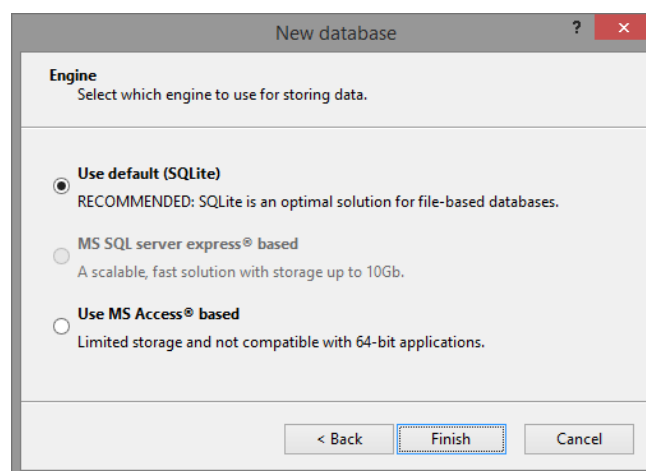 New database
?
Engine
Select which engine to use for storing data.
Use default (SQLite)
RECOMMENDED: SQLite is an optimal solution for file-based databases.
MS SQL server express® based
A scalable, fast solution with storage up to 10Gb.
Use MS Access® based
Limited storage and not compatible with 64-bit applications.
< Back Finish Cancel